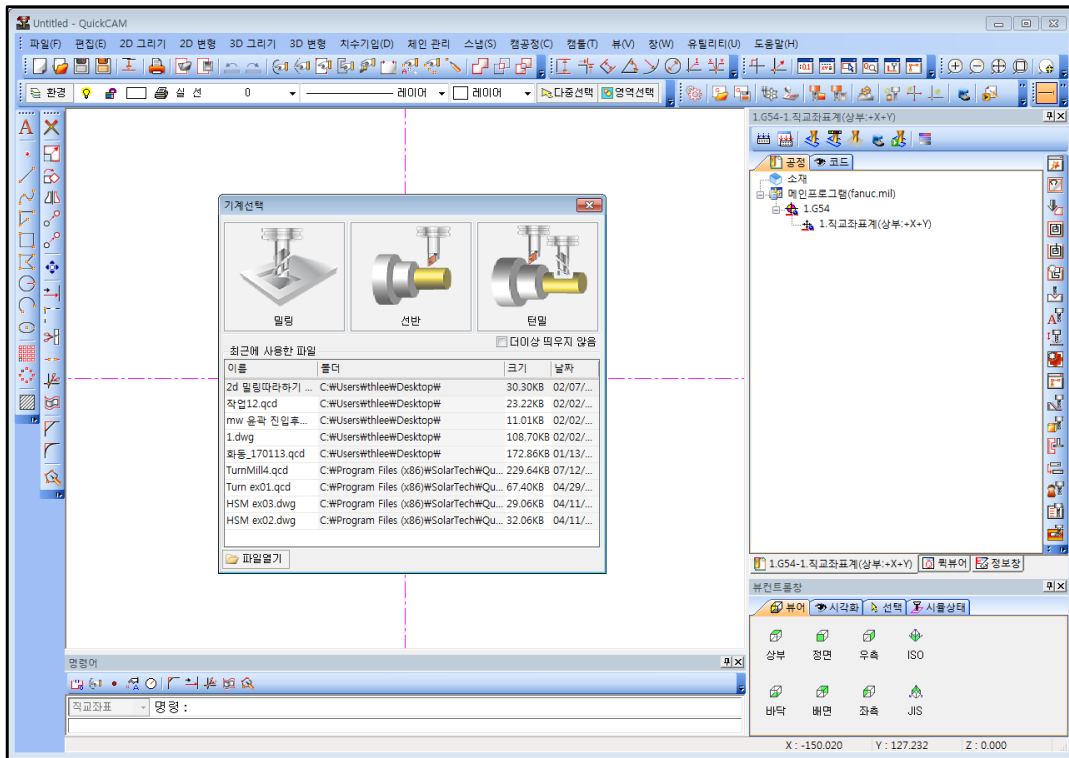 Untitled - QuickCAM
파일(F) 편집(E) 2D 그리기 2D 변형 3D 그리기 3D 변형 치수기입(D) 체인 관리 스냅(S) 캠공정(C) 캠툴(T) 뷰(V) 창(W) 유틸리티(U) 도움말(H)
환경 실 선 0 레이어 레이어 다중선택 영역선택
1.G54-1.직교좌표계(상부:+X+Y)
공정 코드
소재
메인프로그램(fanuc.mil)
1.G54
1.직교좌표계(상부:+X+Y)
기계선택
밀링 선반 턴밀
더이상 띄우지 않음
최근에 사용한 파일
이름 폴더 크기 날짜
2d 밀링따라하기 ... C:₩Users₩thlee₩Desktop₩ 30.30KB 02/07/...
작업12.qcd C:₩Users₩thlee₩Desktop₩ 23.22KB 02/02/...
mw 윤곽 진입후... C:₩Users₩thlee₩Desktop₩ 11.01KB 02/02/...
1.dwg C:₩Users₩thlee₩Desktop₩ 108.70KB 02/02/...
화동_170113.qcd C:₩Users₩thlee₩Desktop₩ 172.86KB 01/13/...
TurnMill4.qcd C:₩Program Files (x86)₩SolarTech₩Qu... 229.64KB 07/12/...
Turn ex01.qcd C:₩Program Files (x86)₩SolarTech₩Qu... 67.40KB 04/29/...
HSM ex03.dwg C:₩Program Files (x86)₩SolarTech₩Qu... 29.06KB 04/11/...
HSM ex02.dwg C:₩Program Files (x86)₩SolarTech₩Qu... 32.06KB 04/11/...
파일열기
1.G54-1.직교좌표계(상부:+X+Y) 퀵뷰어 정보창
뷰컨트롤창
뷰어 시각화 선택 시뮬상태
상부 정면 우측 ISO
바닥 배면 좌측 JIS
명령어
직교좌표 명령 :
X : -150.020 Y : 127.232 Z : 0.000